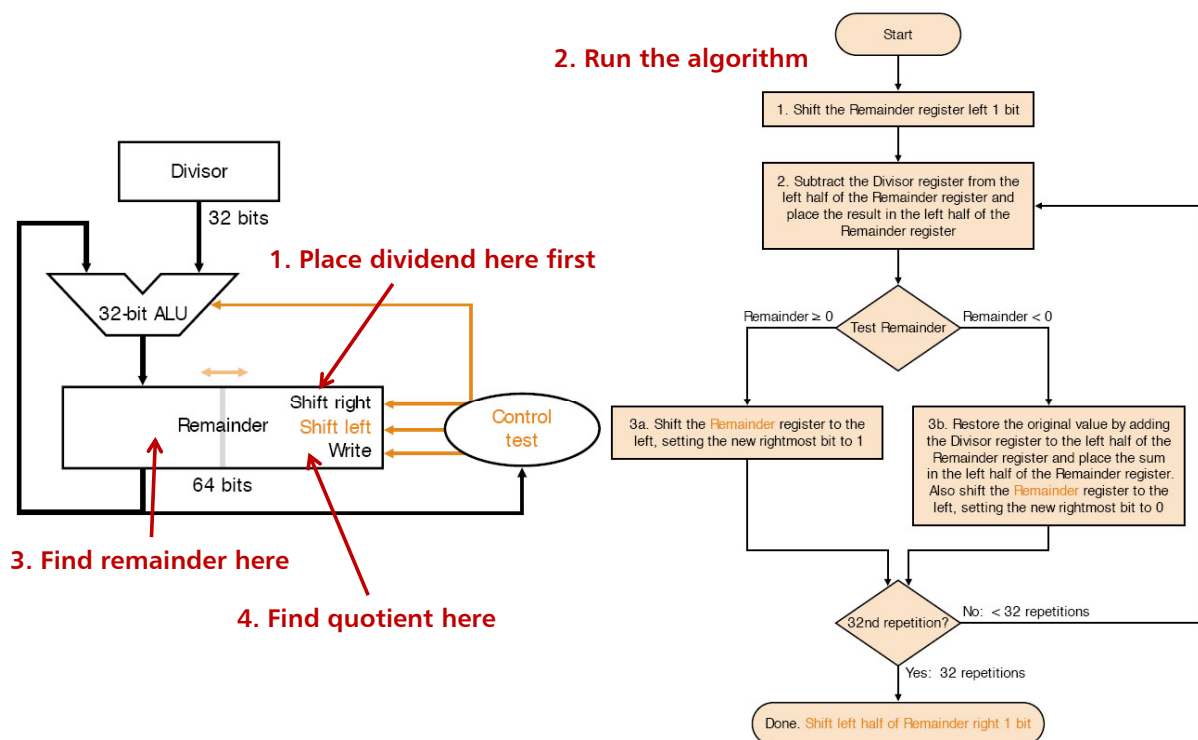 Start
2. Run the algorithm
1. Shift the Remainder register left 1 bit
Divisor
32 bits
2. Subtract the Divisor register from the
left half of the Remainder register and
place the result in the left half of the
Remainder register
1. Place dividend here first
32-bit ALU
Remainder ≥ 0
Test Remainder
Remainder < 0
Shift right
Remainder
Shift left
Write
Control
test
64 bits
3a. Shift the Remainder register to the
left, setting the new rightmost bit to 1
3b. Restore the original value by adding
the Divisor register to the left half of the
Remainder register and place the sum
in the left half of the Remainder register.
Also shift the Remainder register to the
left, setting the new rightmost bit to 0
3. Find remainder here
4. Find quotient here
32nd repetition?
No: < 32 repetitions
Yes: 32 repetitions
Done. Shift left half of Remainder right 1 bit